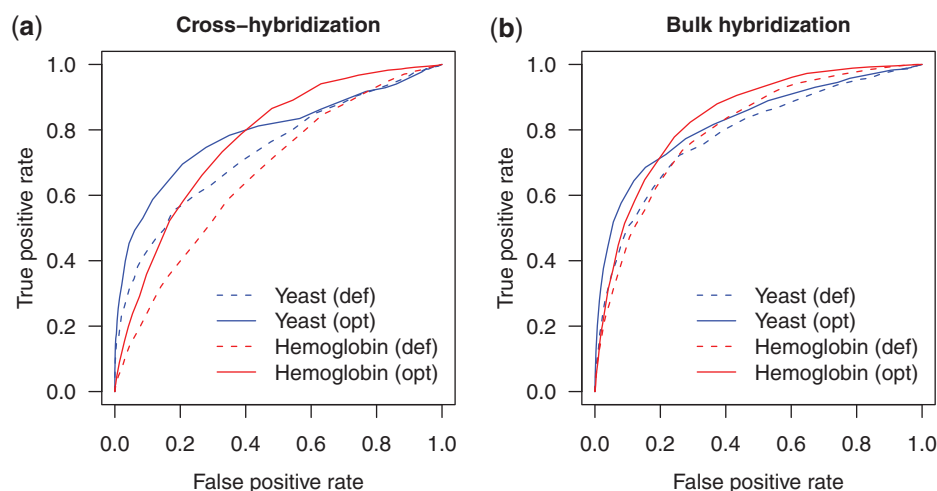 (a) Cross−hybridization
True positive rate
1.0
0.8
0.6
0.4
0.2
0.0
Yeast (def)
Yeast (opt)
Hemoglobin (def)
Hemoglobin (opt)
0.0 0.2 0.4 0.6 0.8 1.0
False positive rate
(b) Bulk hybridization
True positive rate
1.0
0.8
0.6
0.4
0.2
0.0
Yeast (def)
Yeast (opt)
Hemoglobin (def)
Hemoglobin (opt)
0.0 0.2 0.4 0.6 0.8 1.0
False positive rate